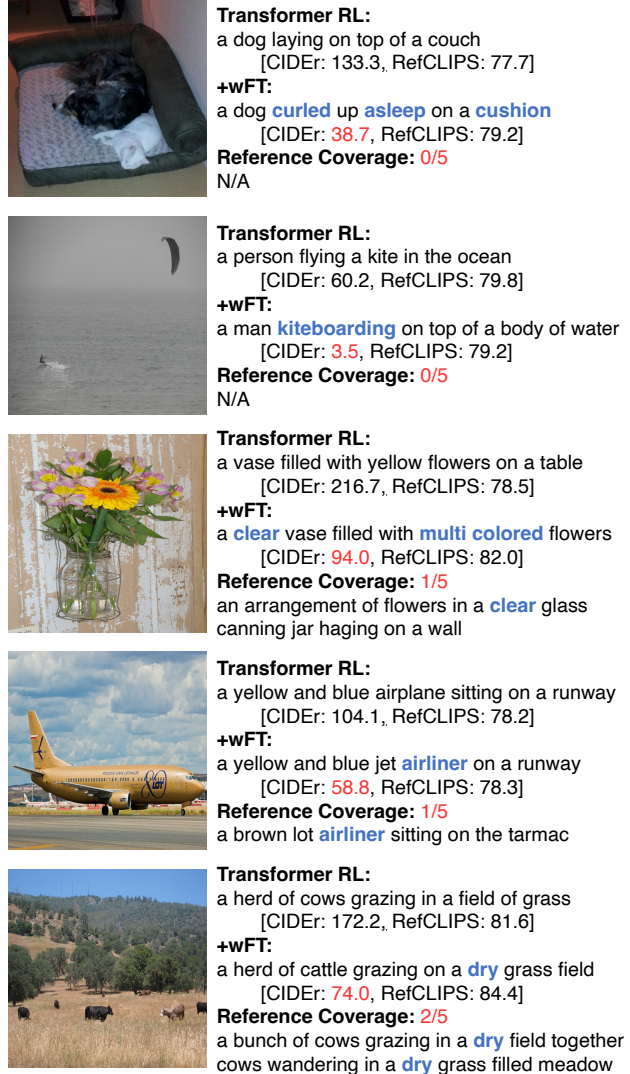 Transformer RL:
a dog laying on top of a couch
[CIDEr: 133.3, RefCLIPS: 77.7]
+wFT:
a dog curled up asleep on a cushion
[CIDEr: 38.7, RefCLIPS: 79.2]
Reference Coverage: 0/5
N/A
Transformer RL:
a person flying a kite in the ocean
[CIDEr: 60.2, RefCLIPS: 79.8]
+wFT:
a man kiteboarding on top of a body of water
[CIDEr: 3.5, RefCLIPS: 79.2]
Reference Coverage: 0/5
N/A
Transformer RL:
a vase filled with yellow flowers on a table
[CIDEr: 216.7, RefCLIPS: 78.5]
+wFT:
a clear vase filled with multi colored flowers
[CIDEr: 94.0, RefCLIPS: 82.0]
Reference Coverage: 1/5
an arrangement of flowers in a clear glass
canning jar haging on a wall
Transformer RL:
a yellow and blue airplane sitting on a runway
[CIDEr: 104.1, RefCLIPS: 78.2]
+wFT:
a yellow and blue jet airliner on a runway
[CIDEr: 58.8, RefCLIPS: 78.3]
Reference Coverage: 1/5
a brown lot airliner sitting on the tarmac
LOT
Transformer RL:
a herd of cows grazing in a field of grass
[CIDEr: 172.2, RefCLIPS: 81.6]
+wFT:
a herd of cattle grazing on a dry grass field
[CIDEr: 74.0, RefCLIPS: 84.4]
Reference Coverage: 2/5
a bunch of cows grazing in a dry field together
cows wandering in a dry grass filled meadow